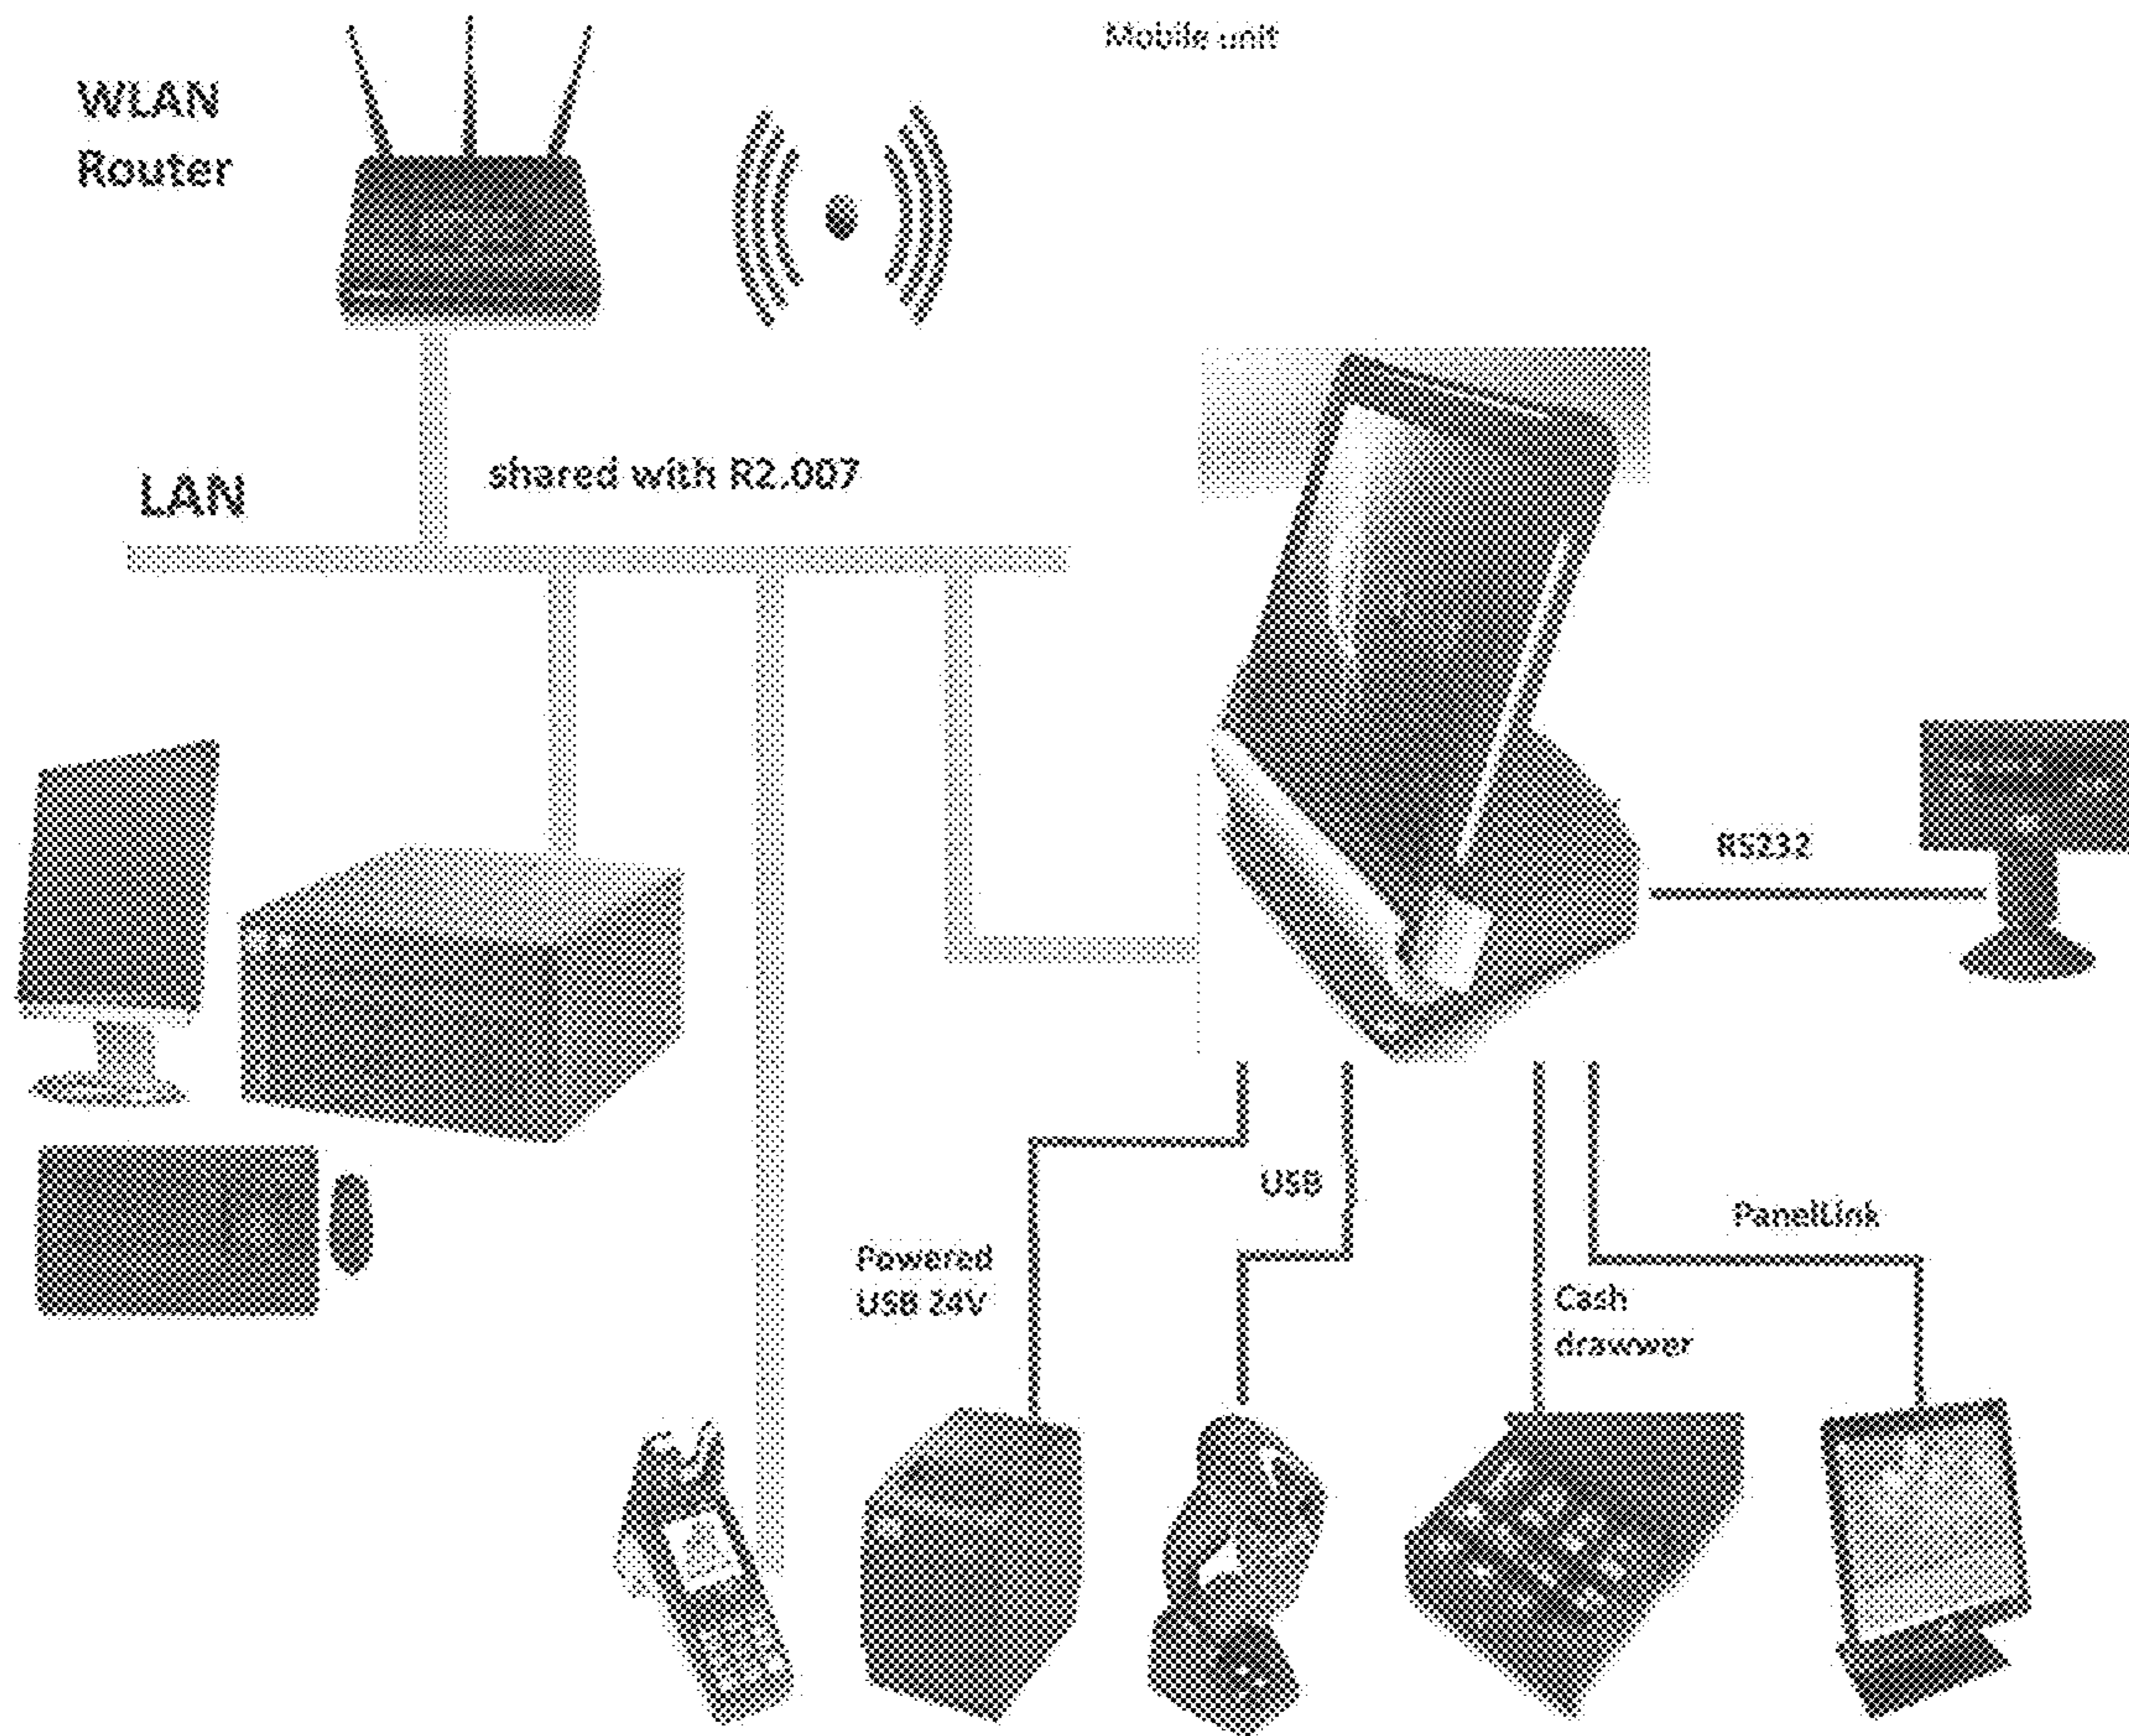 Mobile unit
WLAN
Router
shared with R2.007
LAN
RS232
USB
PanelLink
Powered
USB 24V
Cash
drawwer